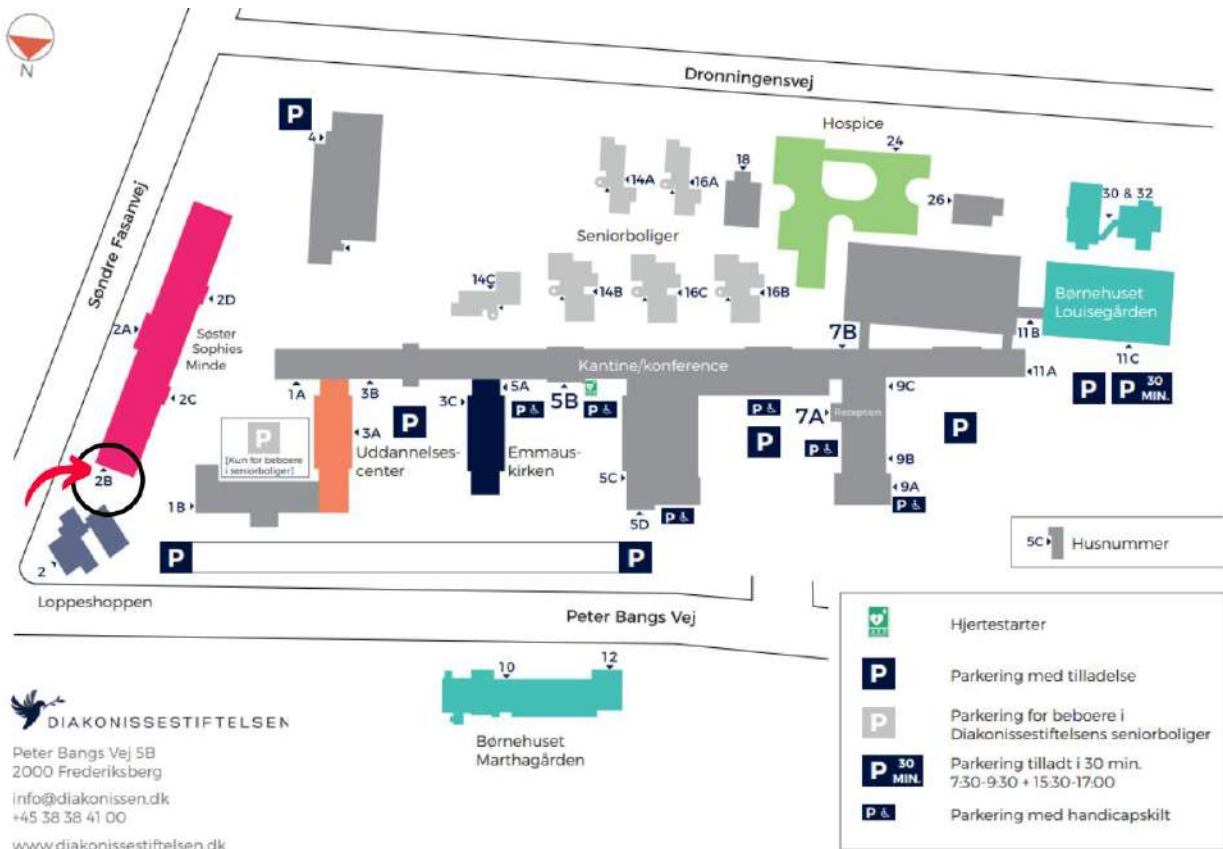 N
Dronningensvej
Søndre Fasanvej
P
4
Hospice
24
14A
16A
18
26
30 & 32
Seniorboliger
14C
14B
16C
16B
2D
2A
Søster
Sophies
Minde
2C
2B
Børnehuset
Louisegården
7B
11B
11C
Kantine/konference
11A
1A
3B
3C
5A
5B
9C
P
P 30
MIN.
P
P
P
P
P
[Kun for beboere
i seniorboliger]
3A
Uddannelses-
center
Emmaus-
kirken
7A
Reception
P
P
P
5C
9B
9A
P
1B
5D
P
2
P
P
Loppeshoppen
5C Husnummer
Peter Bangs Vej
10
12
Børnehuset
Marthagården
AED
Hjertestarter
P
Parkering med tilladelse
P
Parkering for beboere i
Diakonissestiftelsens seniorboliger
P 30
MIN.
Parkering tilladt i 30 min.
7:30-9:30 + 15:30-17:00
P
Parkering med handicapskilt
DIAKONISSESTIFTELSEN
Peter Bangs Vej 5B
2000 Frederiksberg
info@diakonissen.dk
+45 38 38 41 00
www.diakonissestiftelsen.dk